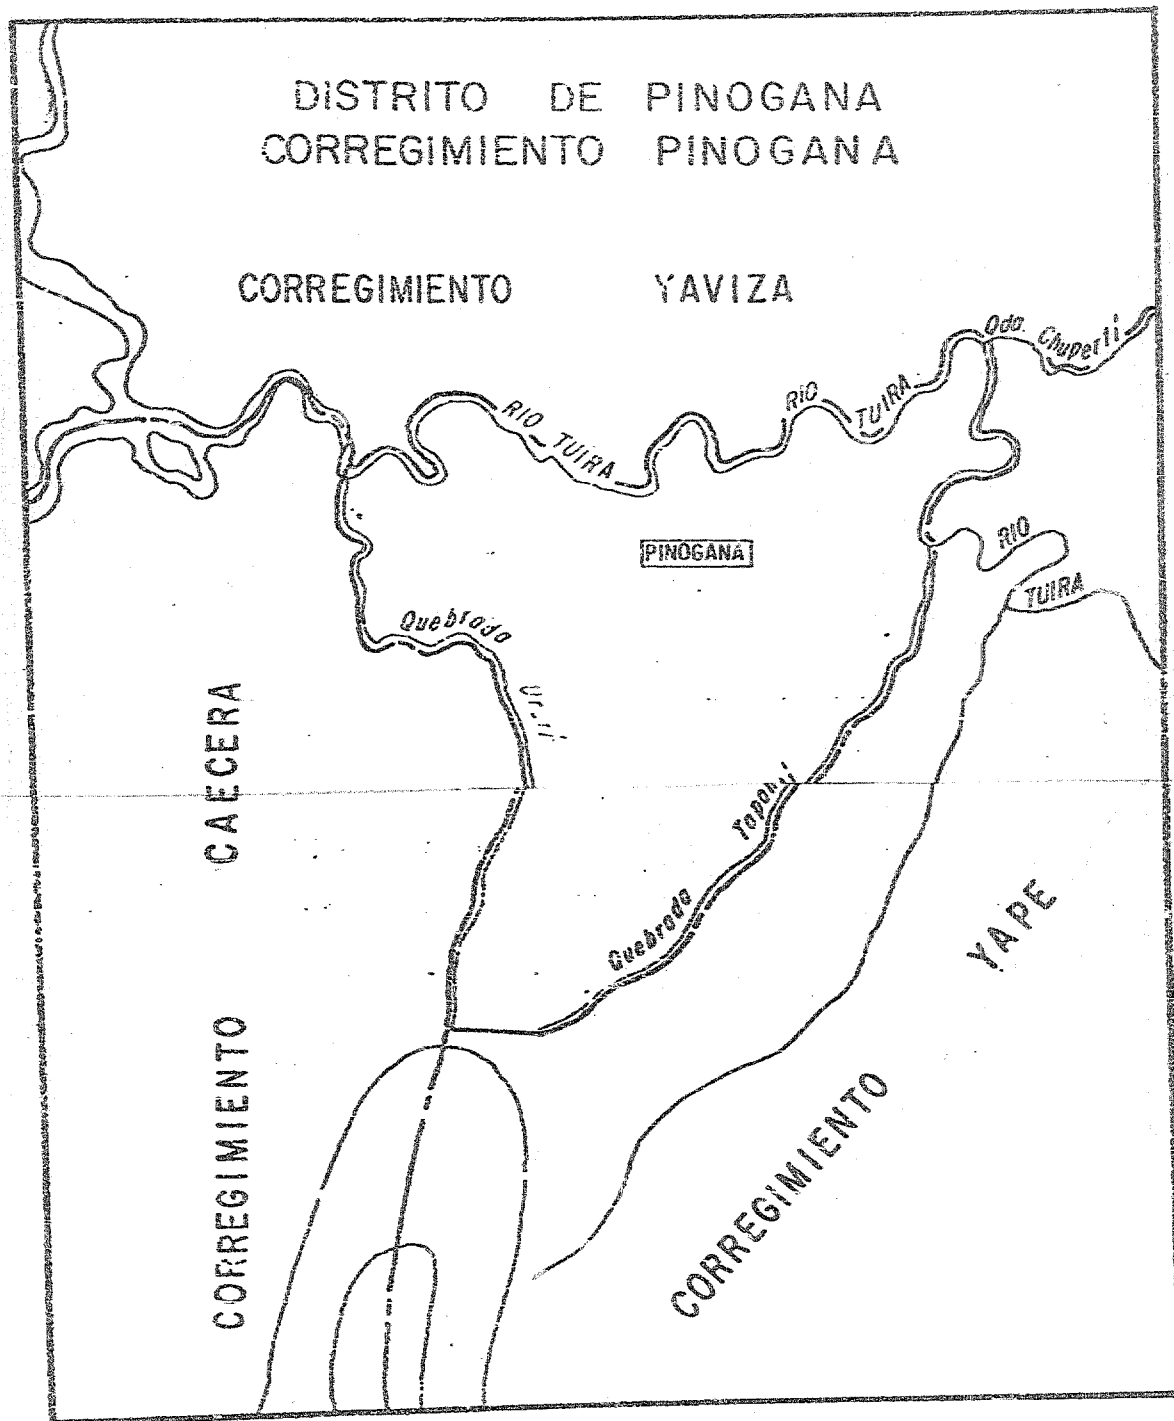 DISTRITO DE PINOGANA
CORREGIMIENTO PINOGANA
CORREGIMIENTO YAVIZA
Qda. Chuperti
RIO TUIRA
RIO TUIRA
PINOGANA
RIO TUIRA
Quebrada
Quebrada
CORREGIMIENTO CAECERA
CORREGIMIENTO YAPE